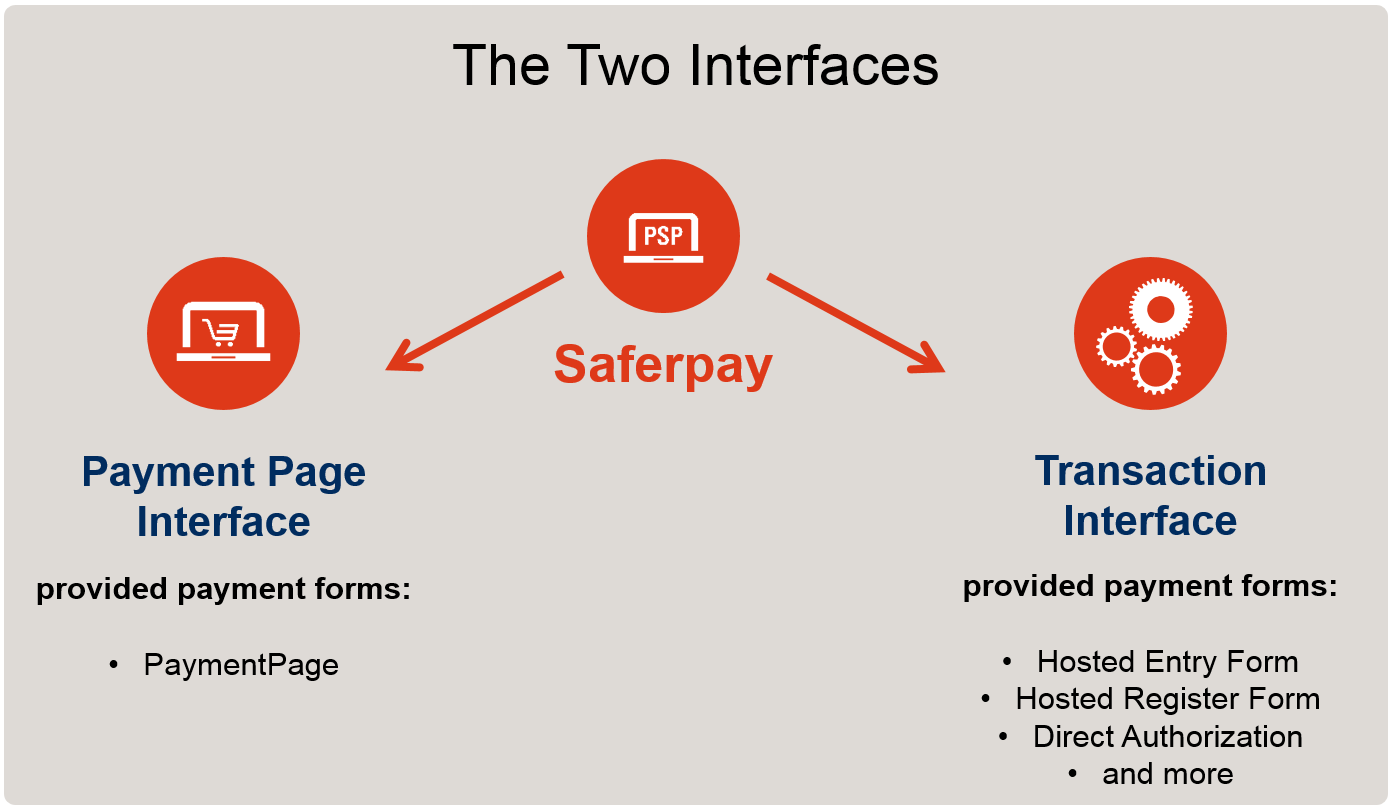 The Two Interfaces
PSP
Saferpay
Payment Page
Interface
provided payment forms:
• PaymentPage
Transaction
Interface
provided payment forms:
• Hosted Entry Form
• Hosted Register Form
• Direct Authorization
• and more